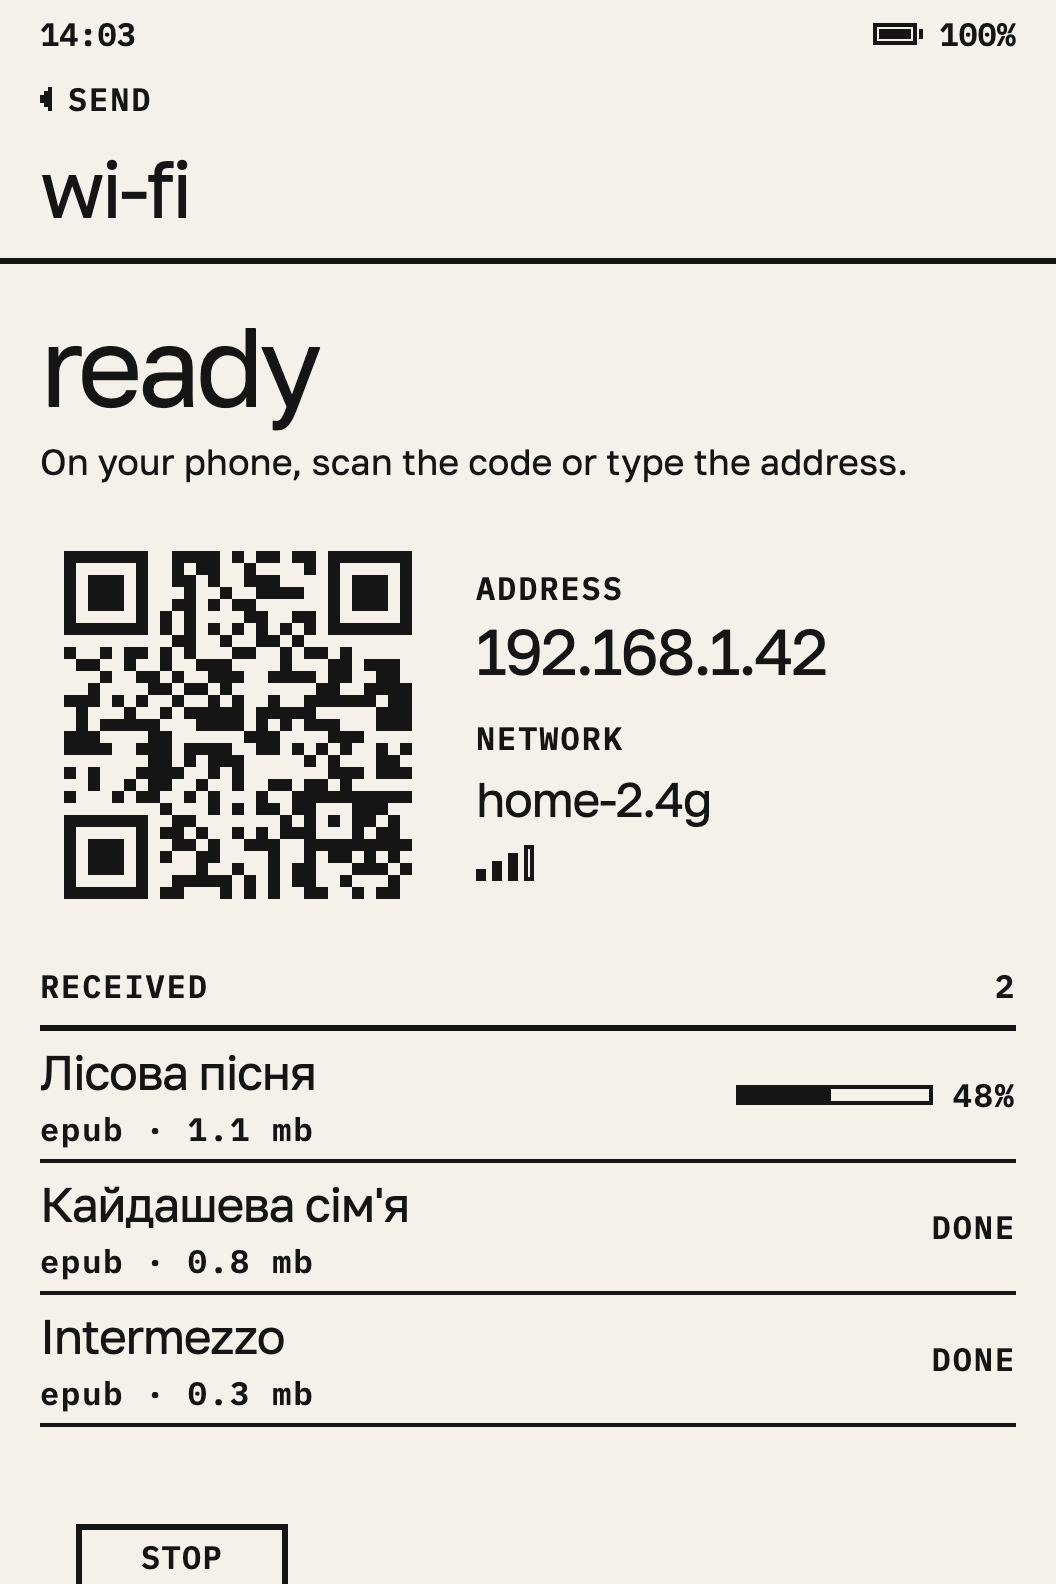 14:03
100%
SEND
wi-fi
ready
On your phone, scan the code or type the address.
ADDRESS
192.168.1.42
NETWORK
home-2.4g
RECEIVED 2
Лісова пісня
48%
epub · 1.1 mb
Кайдашева сім'я
DONE
epub · 0.8 mb
Intermezzo
DONE
epub · 0.3 mb
STOP